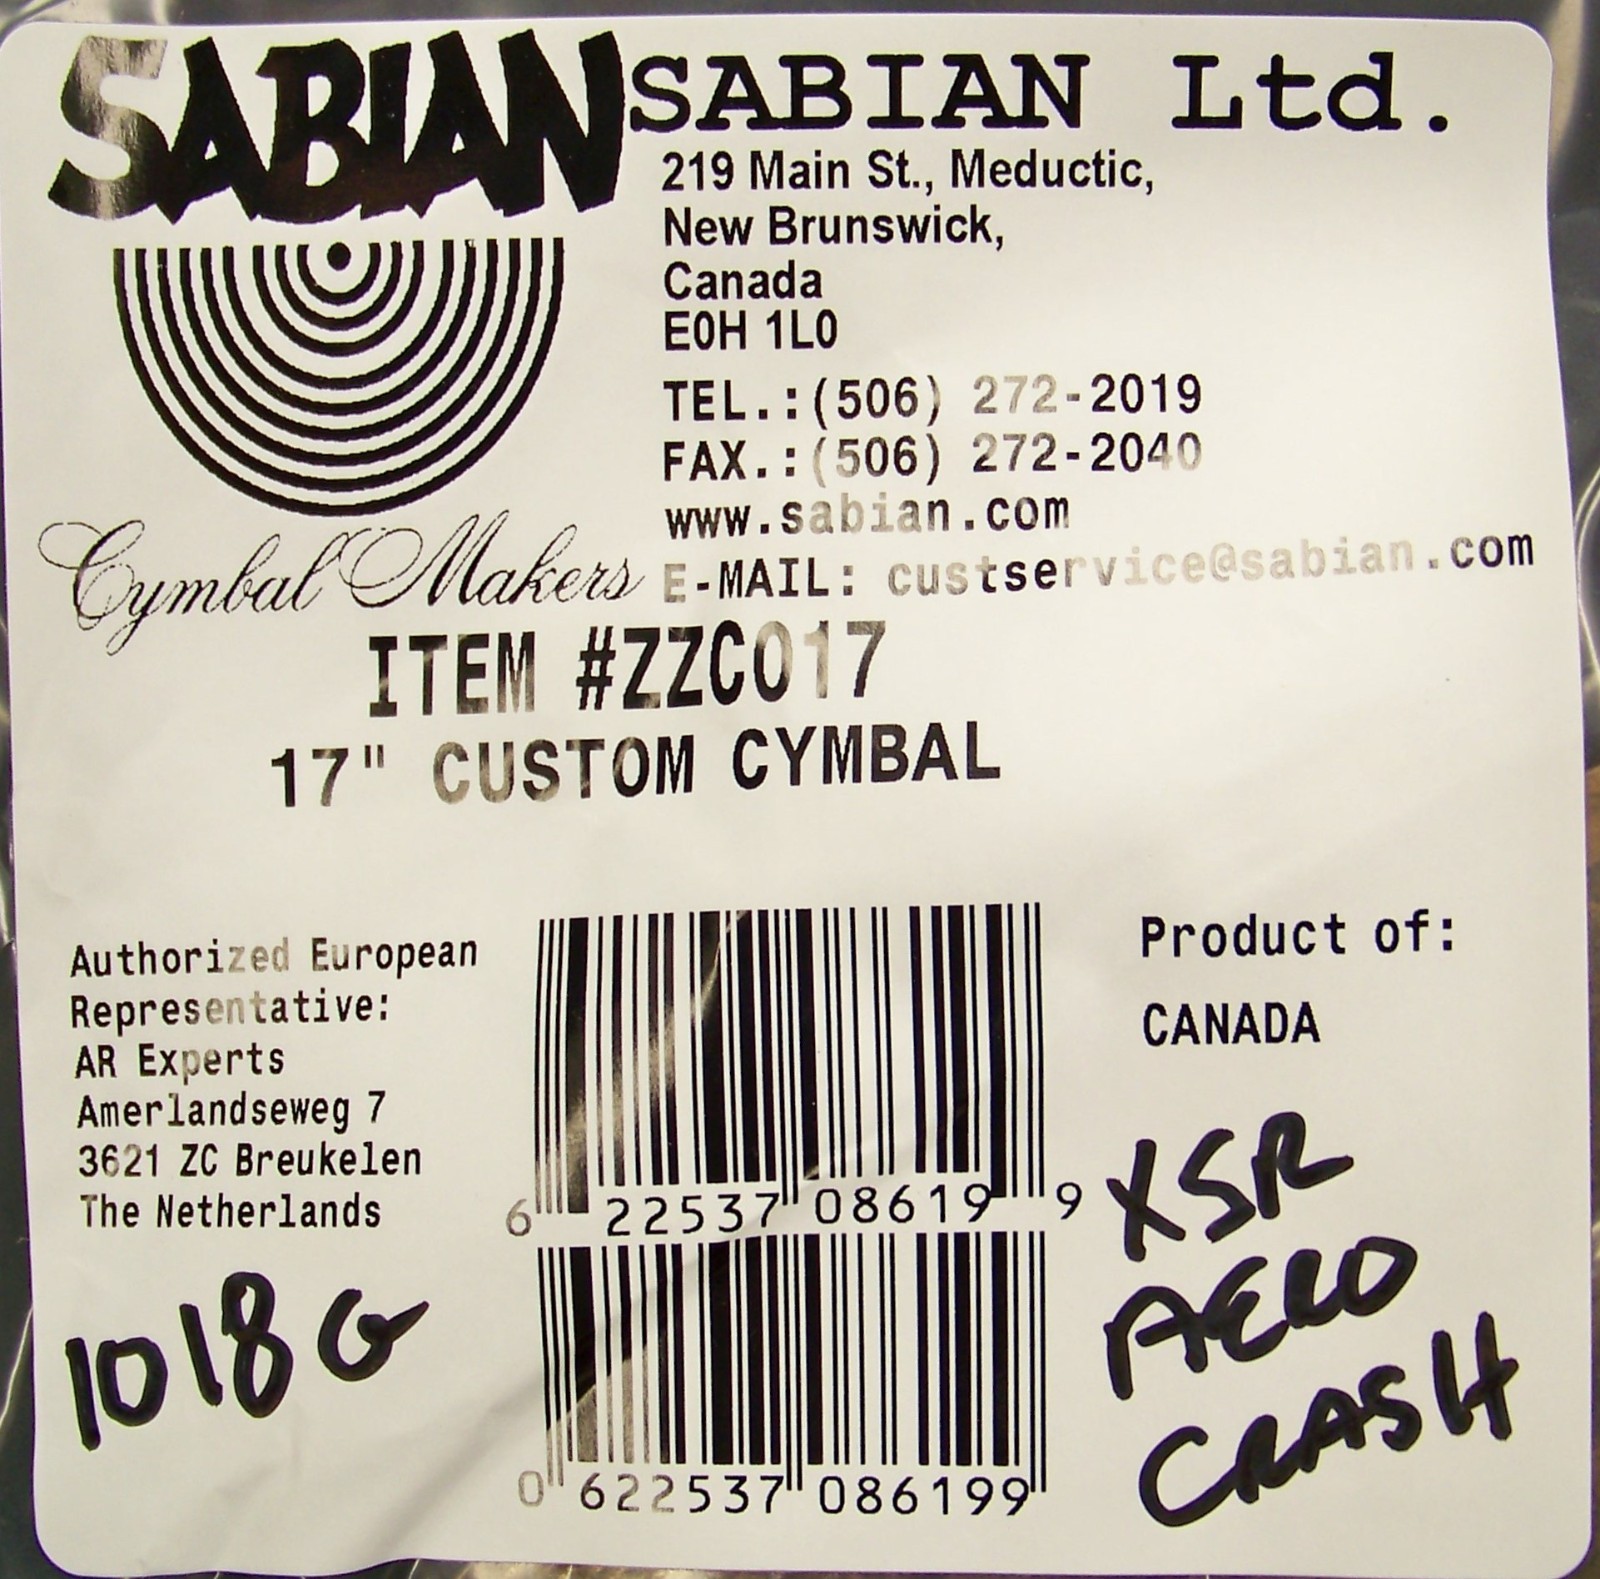 SABIAN
Cymbal Makers
SABIAN Ltd.
219 Main St., Meductic,
New Brunswick,
Canada
E0H 1L0
TEL.:(506) 272-2019
FAX.:(506) 272-2040
www.sabian.com
E-MAIL: custservice@sabian.com
ITEM #ZZCO17
17" CUSTOM CYMBAL
Authorized European
Representative:
AR Experts
Amerlandseweg 7
3621 ZC Breukelen
The Netherlands
1018 G
6 22537 08619 9
0 622537 086199
Product of:
CANADA
XSR
AERO
CRASH